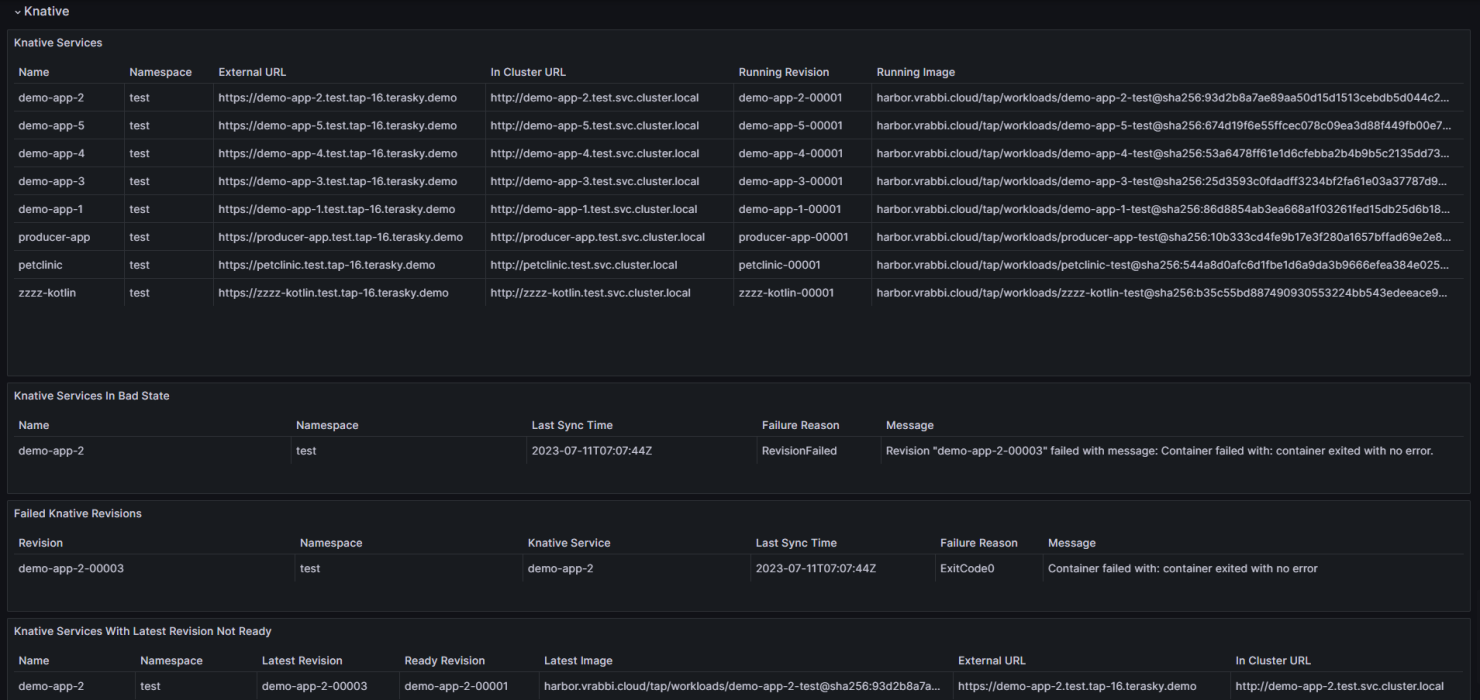 Knative
Knative Services
Name Namespace External URL In Cluster URL Running Revision Running Image
demo-app-2 test https://demo-app-2.test.tap-16.terasky.demo http://demo-app-2.test.svc.cluster.local demo-app-2-00001 harbor.vrabbi.cloud/tap/workloads/demo-app-2-test@sha256:93d2b8a7ae89aa50d15d1513cebdb5d044c2...
demo-app-5 test https://demo-app-5.test.tap-16.terasky.demo http://demo-app-5.test.svc.cluster.local demo-app-5-00001 harbor.vrabbi.cloud/tap/workloads/demo-app-5-test@sha256:674d19f6e55ffcec078c09ea3d88f449fb00e7...
demo-app-4 test https://demo-app-4.test.tap-16.terasky.demo http://demo-app-4.test.svc.cluster.local demo-app-4-00001 harbor.vrabbi.cloud/tap/workloads/demo-app-4-test@sha256:53a6478ff61e1d6cfebba2b4b9b5c2135dd73...
demo-app-3 test https://demo-app-3.test.tap-16.terasky.demo http://demo-app-3.test.svc.cluster.local demo-app-3-00001 harbor.vrabbi.cloud/tap/workloads/demo-app-3-test@sha256:25d3593c0fdadff3234bf2fa61e03a37787d9...
demo-app-1 test https://demo-app-1.test.tap-16.terasky.demo http://demo-app-1.test.svc.cluster.local demo-app-1-00001 harbor.vrabbi.cloud/tap/workloads/demo-app-1-test@sha256:86d8854ab3ea668a1f03261fed15db25d6b18...
producer-app test https://producer-app.test.tap-16.terasky.demo http://producer-app.test.svc.cluster.local producer-app-00001 harbor.vrabbi.cloud/tap/workloads/producer-app-test@sha256:10b333cd4fe9b17e3f280a1657bffad69e2e8...
petclinic test https://petclinic.test.tap-16.terasky.demo http://petclinic.test.svc.cluster.local petclinic-00001 harbor.vrabbi.cloud/tap/workloads/petclinic-test@sha256:544a8d0afc6d1fbe1d6a9da3b9666efea384e025...
zzzz-kotlin test https://zzzz-kotlin.test.tap-16.terasky.demo http://zzzz-kotlin.test.svc.cluster.local zzzz-kotlin-00001 harbor.vrabbi.cloud/tap/workloads/zzzz-kotlin-test@sha256:b35c55bd887490930553224bb543edeeace9...
Knative Services In Bad State
Name Namespace Last Sync Time Failure Reason Message
demo-app-2 test 2023-07-11T07:07:44Z RevisionFailed Revision "demo-app-2-00003" failed with message: Container failed with: container exited with no error.
Failed Knative Revisions
Revision Namespace Knative Service Last Sync Time Failure Reason Message
demo-app-2-00003 test demo-app-2 2023-07-11T07:07:44Z ExitCode0 Container failed with: container exited with no error
Knative Services With Latest Revision Not Ready
Name Namespace Latest Revision Ready Revision Latest Image External URL In Cluster URL
demo-app-2 test demo-app-2-00003 demo-app-2-00001 harbor.vrabbi.cloud/tap/workloads/demo-app-2-test@sha256:93d2b8a7a... https://demo-app-2.test.tap-16.terasky.demo http://demo-app-2.test.svc.cluster.local